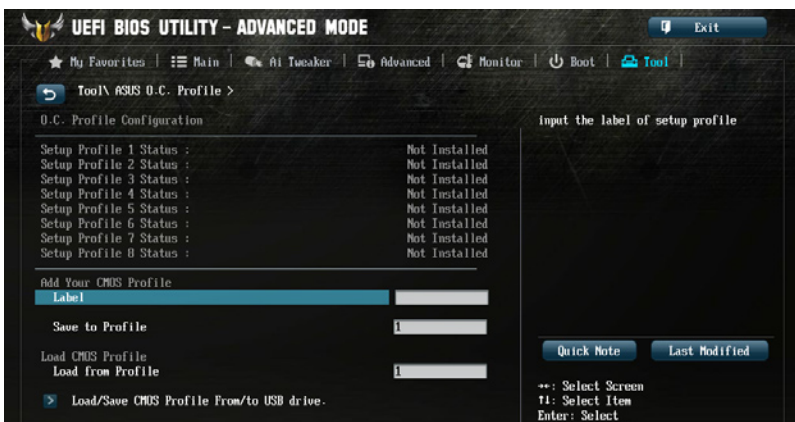 UEFI BIOS UTILITY - ADVANCED MODE
Exit
My Favorites | Main | Ai Tweaker | Advanced | Monitor | Boot | Tool |
Tool\ ASUS O.C. Profile >
O.C. Profile Configuration
input the label of setup profile
Setup Profile 1 Status : Not Installed
Setup Profile 2 Status : Not Installed
Setup Profile 3 Status : Not Installed
Setup Profile 4 Status : Not Installed
Setup Profile 5 Status : Not Installed
Setup Profile 6 Status : Not Installed
Setup Profile 7 Status : Not Installed
Setup Profile 8 Status : Not Installed
Add Your CMOS Profile
Label
Save to Profile 1
Load CMOS Profile
Load from Profile 1
> Load/Save CMOS Profile From/to USB drive.
Quick Note
Last Modified
→←: Select Screen
↑↓: Select Item
Enter: Select